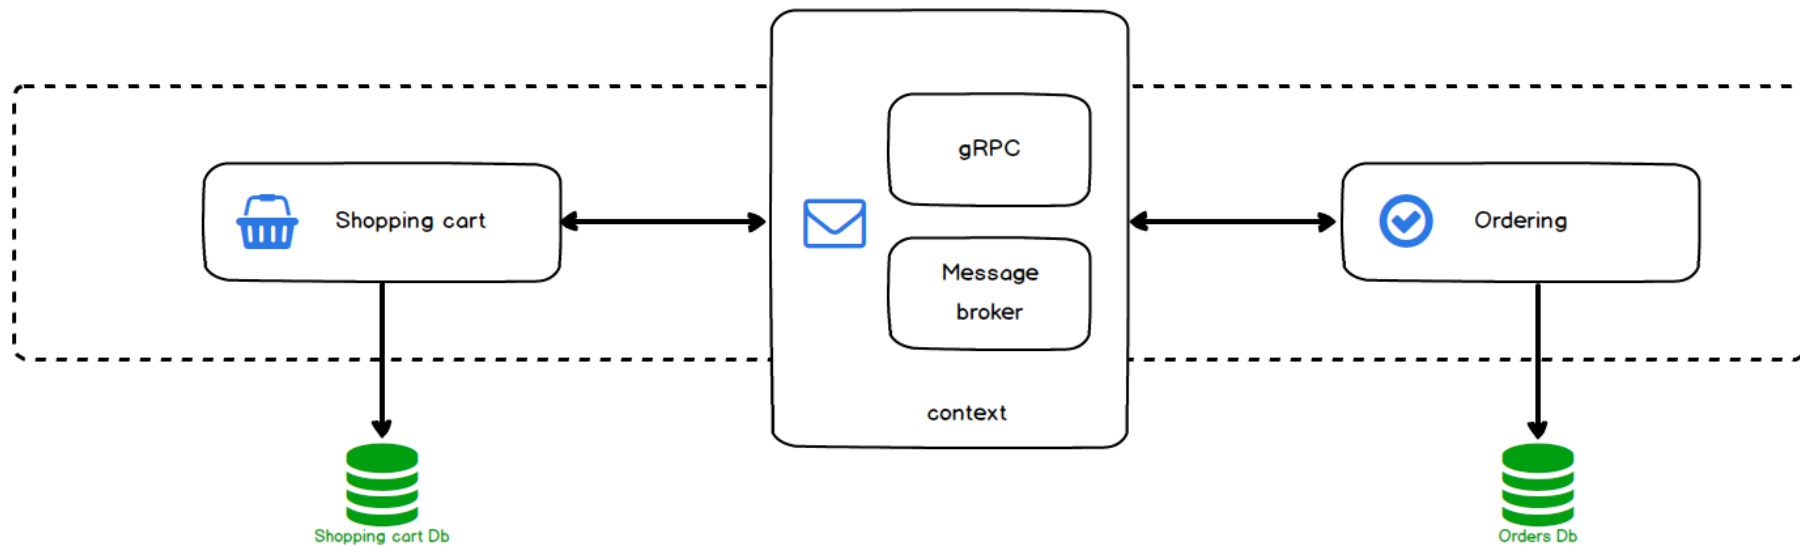 gRPC
Shopping cart
Ordering
Message
broker
context
Shopping cart Db
Orders Db